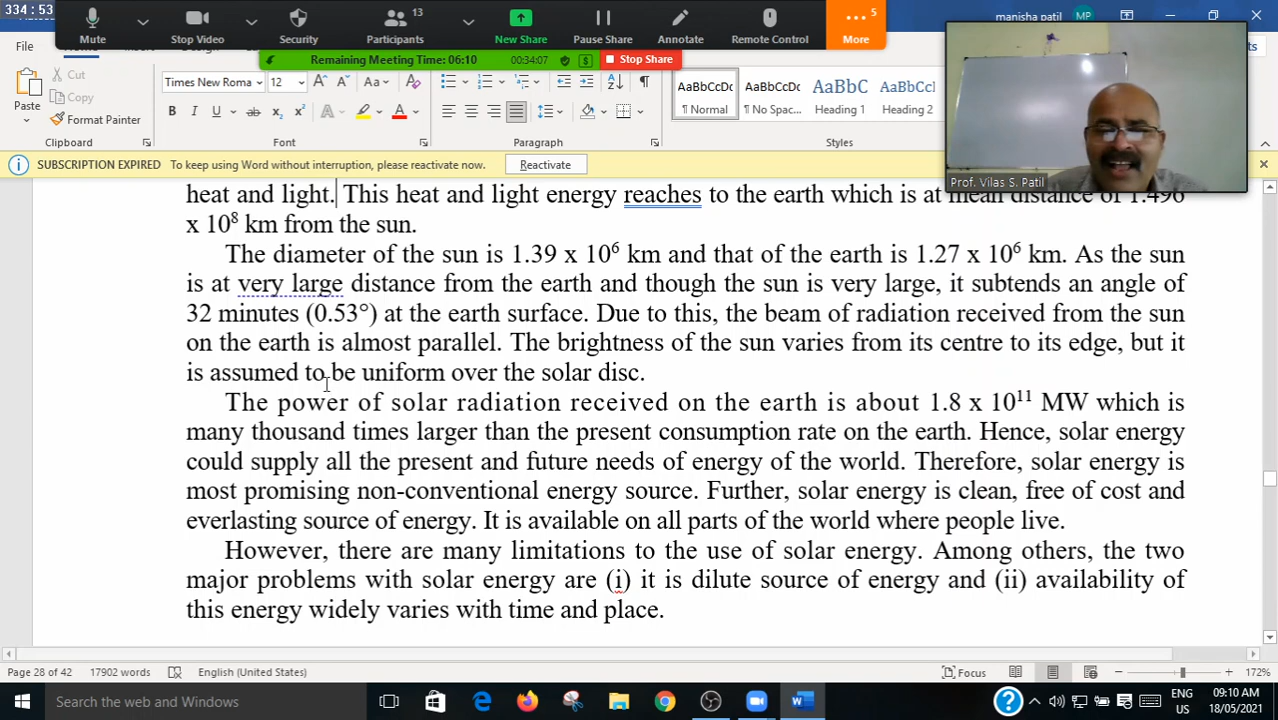 334 : 53
13
5
manisha patil MP
Mute Stop Video Security Participants New Share Pause Share Annotate Remote Control More
Remaining Meeting Time: 06:10 00:34:07 Stop Share
File
Times New Roma 12 Aa
Paste Cut
Copy
Format Painter
B I U ab x₂ x² A A
AaBbCcDc AaBbCcDc AaBbC AaBbCc
¶ Normal ¶ No Spac... Heading 1 Heading 2
Clipboard Font Paragraph Styles
Prof. Vilas S. Patil
SUBSCRIPTION EXPIRED To keep using Word without interruption, please reactivate now. Reactivate
heat and light. This heat and light energy reaches to the earth which is at mean distance of 1.496
x 10⁸ km from the sun.
The diameter of the sun is 1.39 x 10⁶ km and that of the earth is 1.27 x 10⁶ km. As the sun
is at very large distance from the earth and though the sun is very large, it subtends an angle of
32 minutes (0.53°) at the earth surface. Due to this, the beam of radiation received from the sun
on the earth is almost parallel. The brightness of the sun varies from its centre to its edge, but it
is assumed to be uniform over the solar disc.
The power of solar radiation received on the earth is about 1.8 x 10¹¹ MW which is
many thousand times larger than the present consumption rate on the earth. Hence, solar energy
could supply all the present and future needs of energy of the world. Therefore, solar energy is
most promising non-conventional energy source. Further, solar energy is clean, free of cost and
everlasting source of energy. It is available on all parts of the world where people live.
However, there are many limitations to the use of solar energy. Among others, the two
major problems with solar energy are (i) it is dilute source of energy and (ii) availability of
this energy widely varies with time and place.
Page 28 of 42 17902 words English (United States) Focus 172%
Search the web and Windows
ENG 09:10 AM
US 18/05/2021